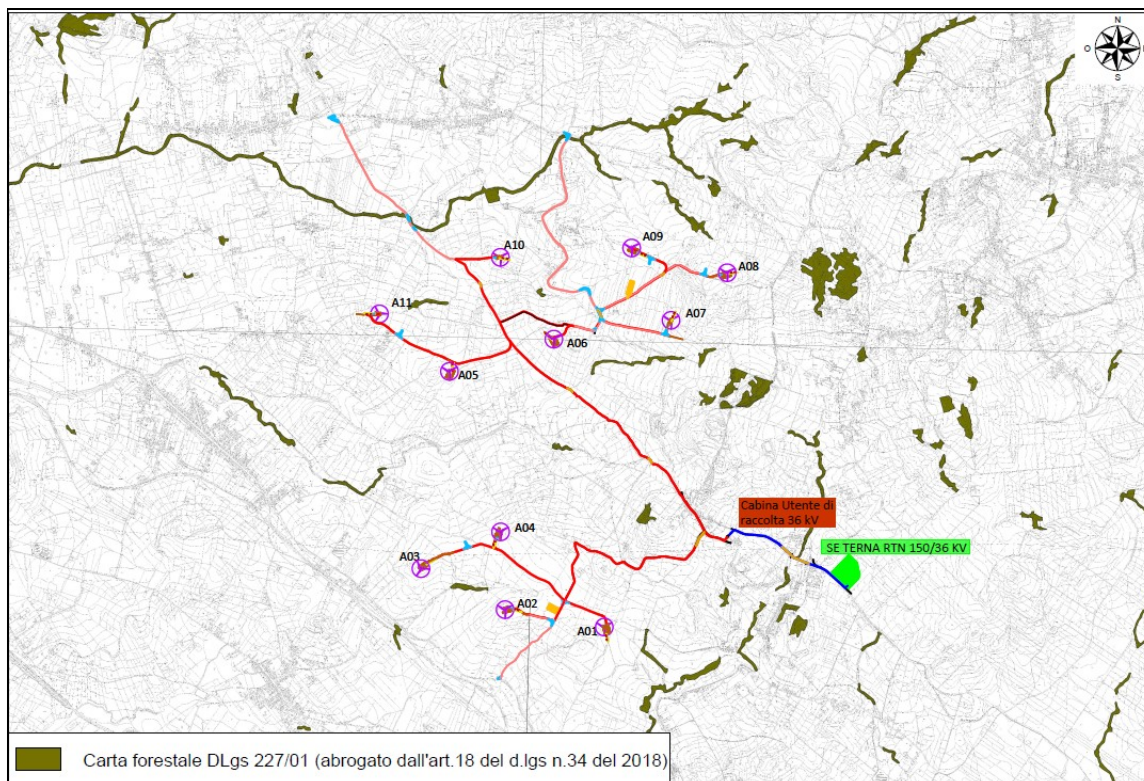 N
O
S
A10
A09
A08
A11
A07
A06
A05
Cabina Utente di
raccolta 36 kV
A04
SE TERNA RTN 150/36 KV
A03
A02
A01
Carta forestale DLgs 227/01 (abrogato dall'art.18 del d.lgs n.34 del 2018)